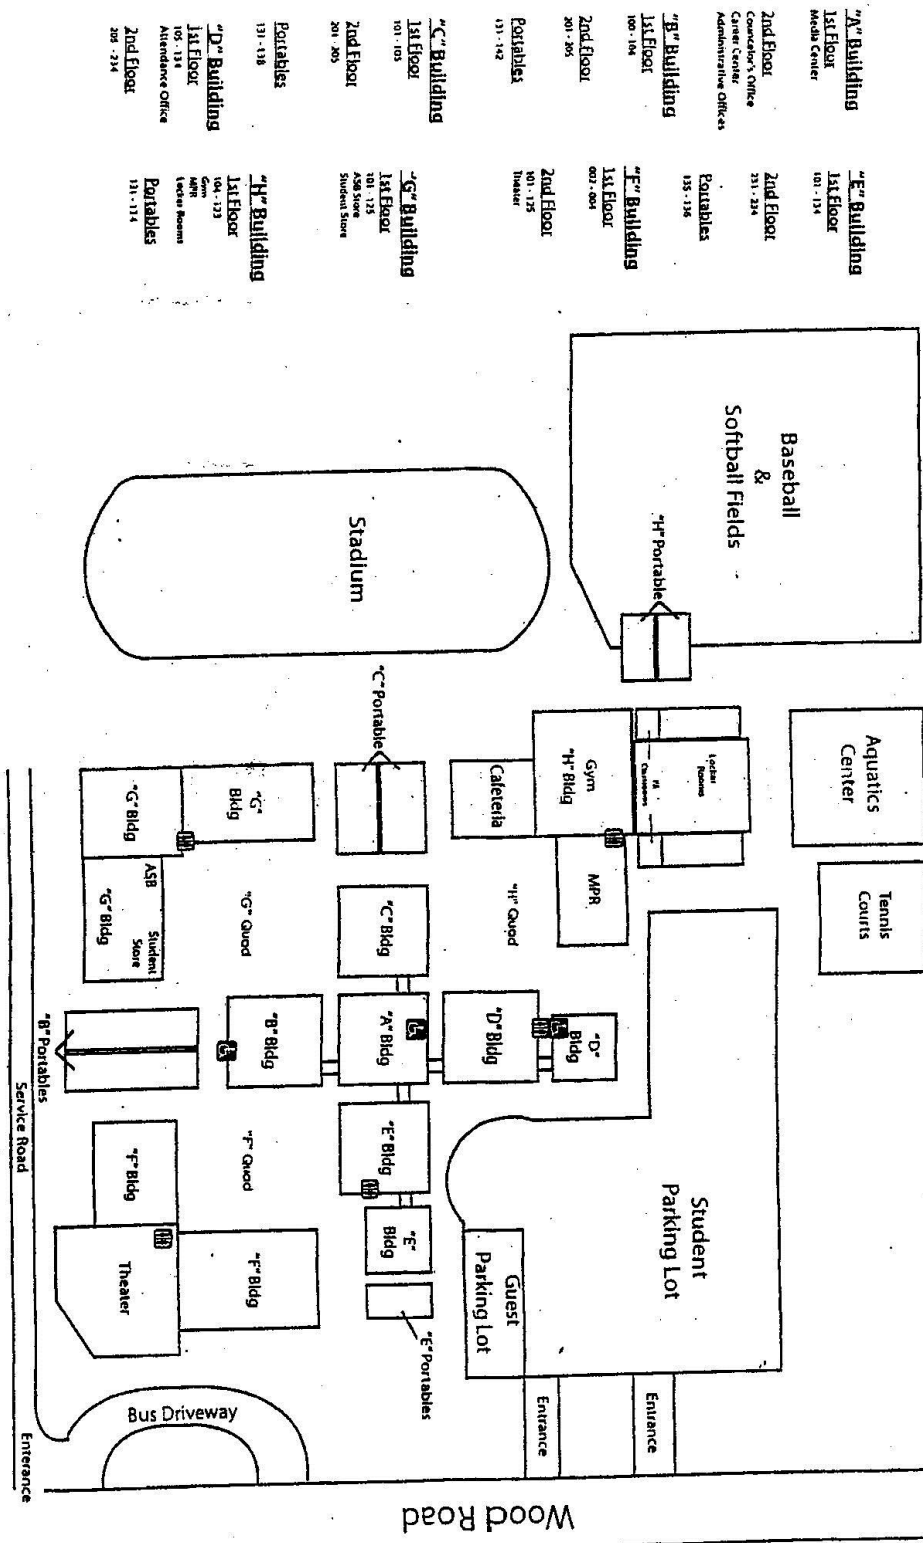 "A" Building
1st Floor
Media Center
2nd Floor
Councelor's Office
Career Center
Administrative Offices
"B" Building
1st Floor
100 - 104
2nd Floor
201 - 205
Portables
131 - 142
"C" Building
1st Floor
101 - 105
2nd Floor
201 - 205
Portables
131 - 138
"D" Building
1st Floor
105 - 134
Attendance Office
2nd Floor
205 - 234
"E" Building
1st Floor
101 - 134
2nd Floor
231 - 234
Portables
135 - 136
"F" Building
1st Floor
002 - 004
2nd Floor
101 - 125
Theater
"G" Building
1st Floor
101 - 125
ASB Store
Student Store
"H" Building
1st Floor
104 - 123
Gym
MPR
Locker Rooms
Portables
131 - 134
Baseball
&
Softball Fields
"H" Portable
Stadium
"C" Portable
Aquatics
Center
Tennis
Courts
Locker
Rooms
Classrooms
Gym
"H" Bldg
Cafeteria
MPR
"H" Quad
"G"
Bldg
"G" Bldg
ASB
Student
Store
"G" Bldg
"G" Quad
"C" Bldg
"D"
Bldg
"D" Bldg
"A" Bldg
"B" Bldg
"B" Portables
"E" Bldg
"E"
Bldg
"E" Portables
"F" Quad
"F" Bldg
"F" Bldg
Theater
Student
Parking Lot
Guest
Parking Lot
Entrance
Entrance
Bus Driveway
Service Road
Enterance
Wood Road